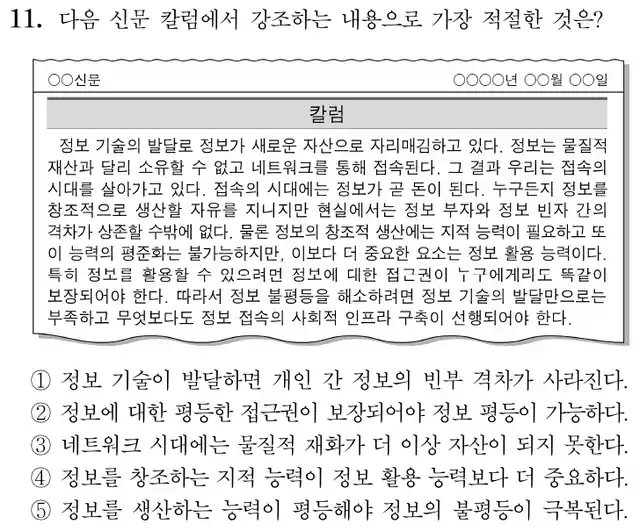 11. 다음 신문 칼럼에서 강조하는 내용으로 가장 적절한 것은?
○○신문 ○○○○년 ○○월 ○○일
칼럼
정보 기술의 발달로 정보가 새로운 자산으로 자리매김하고 있다. 정보는 물질적
재산과 달리 소유할 수 없고 네트워크를 통해 접속된다. 그 결과 우리는 접속의
시대를 살아가고 있다. 접속의 시대에는 정보가 곧 돈이 된다. 누구든지 정보를
창조적으로 생산할 자유를 지니지만 현실에서는 정보 부자와 정보 빈자 간의
격차가 상존할 수밖에 없다. 물론 정보의 창조적 생산에는 지적 능력이 필요하고 또
이 능력의 평준화는 불가능하지만, 이보다 더 중요한 요소는 정보 활용 능력이다.
특히 정보를 활용할 수 있으려면 정보에 대한 접근권이 누구에게라도 똑같이
보장되어야 한다. 따라서 정보 불평등을 해소하려면 정보 기술의 발달만으로는
부족하고 무엇보다도 정보 접속의 사회적 인프라 구축이 선행되어야 한다.
① 정보 기술이 발달하면 개인 간 정보의 빈부 격차가 사라진다.
② 정보에 대한 평등한 접근권이 보장되어야 정보 평등이 가능하다.
③ 네트워크 시대에는 물질적 재화가 더 이상 자산이 되지 못한다.
④ 정보를 창조하는 지적 능력이 정보 활용 능력보다 더 중요하다.
⑤ 정보를 생산하는 능력이 평등해야 정보의 불평등이 극복된다.